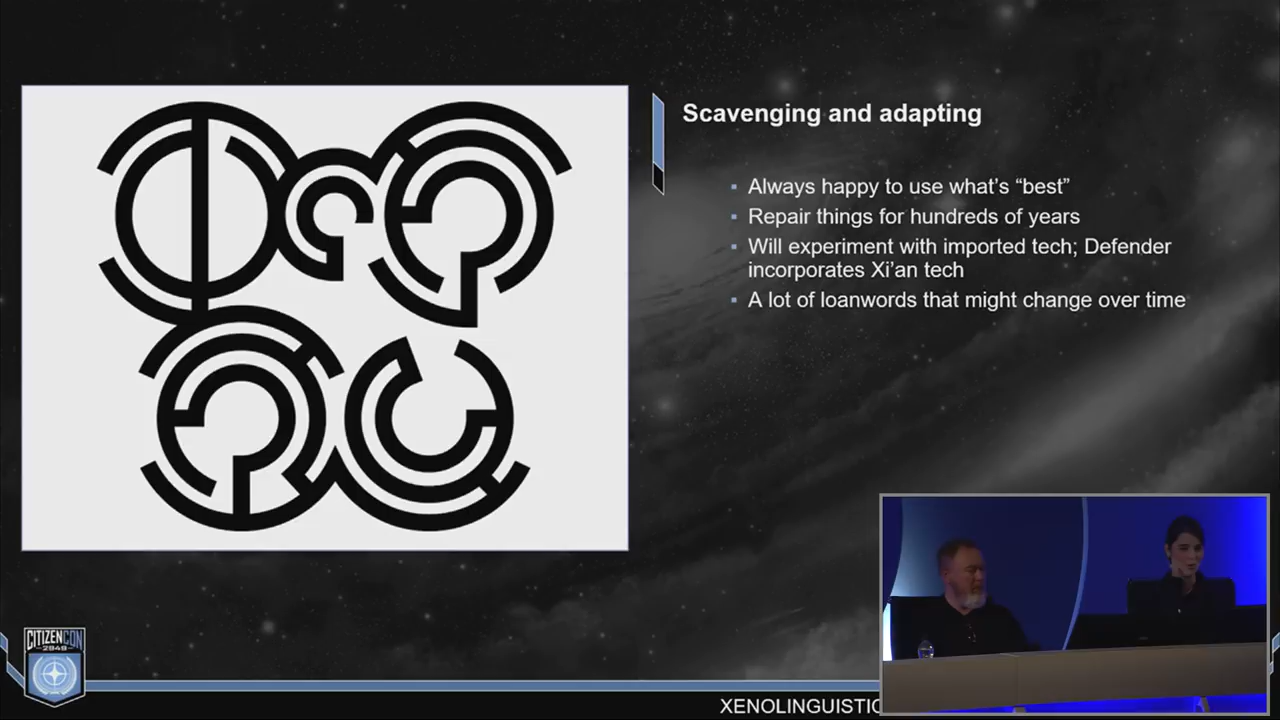 Scavenging and adapting
▪ Always happy to use what's “best”
▪ Repair things for hundreds of years
▪ Will experiment with imported tech; Defender
incorporates Xi'an tech
▪ A lot of loanwords that might change over time
CITIZENCON
2949
XENOLINGUISTIC